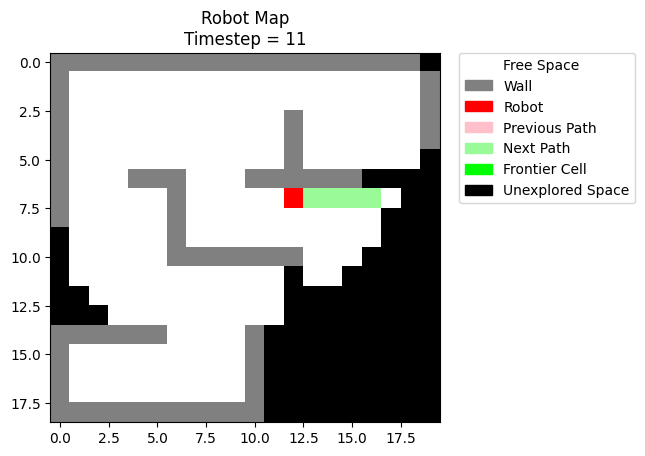 Robot Map
Timestep = 11
0.0
2.5
5.0
7.5
10.0
12.5
15.0
17.5
0.0
2.5
5.0
7.5
10.0
12.5
15.0
17.5
Free Space
Wall
Robot
Previous Path
Next Path
Frontier Cell
Unexplored Space